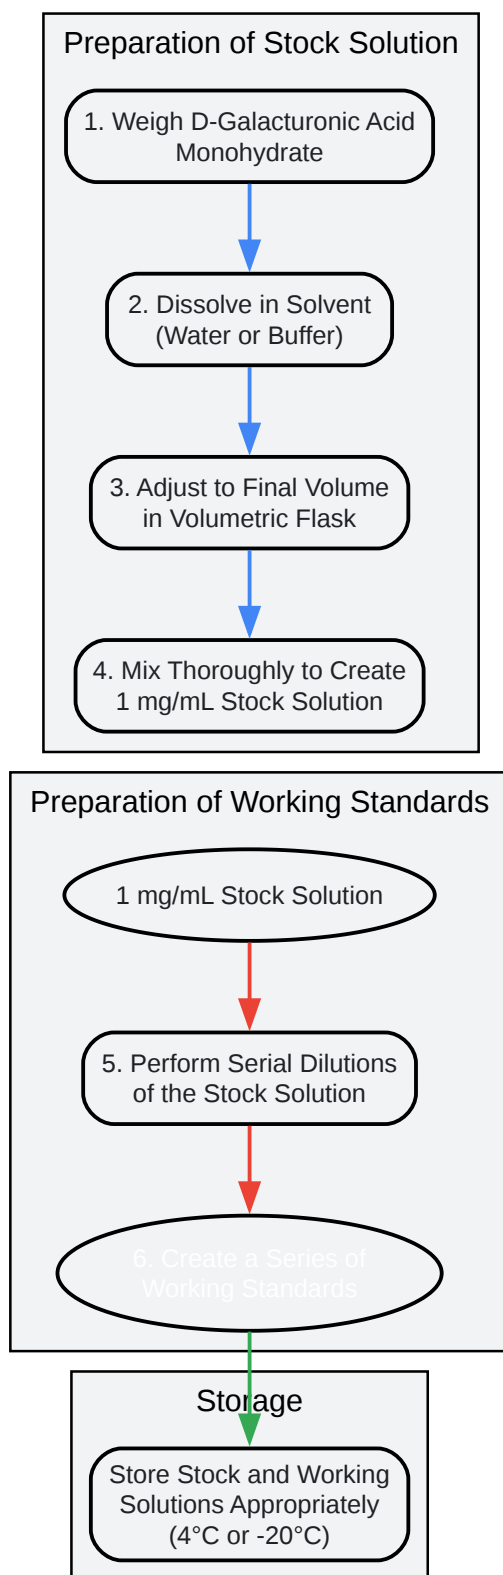 Preparation of Stock Solution
1. Weigh D-Galacturonic Acid
Monohydrate
2. Dissolve in Solvent
(Water or Buffer)
3. Adjust to Final Volume
in Volumetric Flask
4. Mix Thoroughly to Create
1 mg/mL Stock Solution
Preparation of Working Standards
1 mg/mL Stock Solution
5. Perform Serial Dilutions
of the Stock Solution
6. Create a Series of
Working Standards
Storage
Store Stock and Working
Solutions Appropriately
(4°C or -20°C)